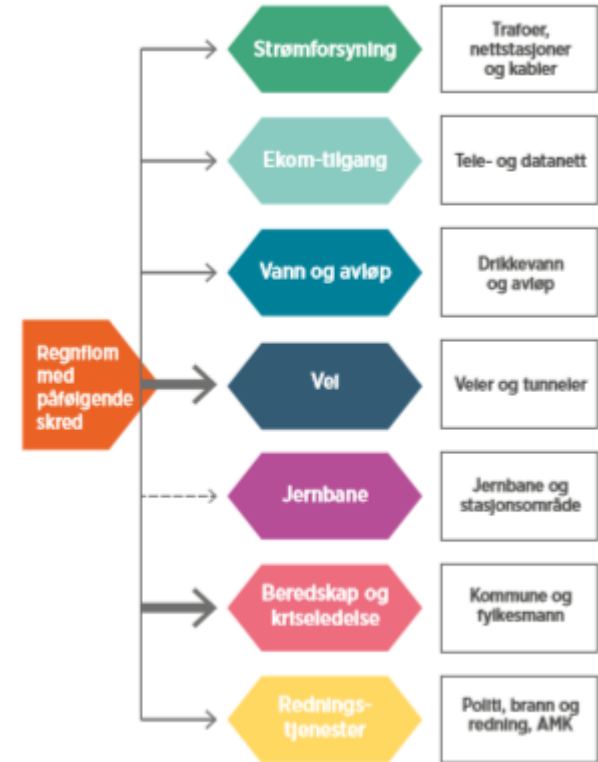 Strømforsyning
Trafoer,
nettstasjoner
og kabler
Ekom-tilgang
Tele- og datanett
Vann og avløp
Drikkevann
og avløp
Regnflom
med
påfølgende
skred
Vei
Veier og tunneler
Jernbane
Jernbane og
stasjonsområde
Beredskap og
kriseledelse
Kommune og
fylkesmann
Rednings-
tjenester
Politi, brann og
redning, AMK